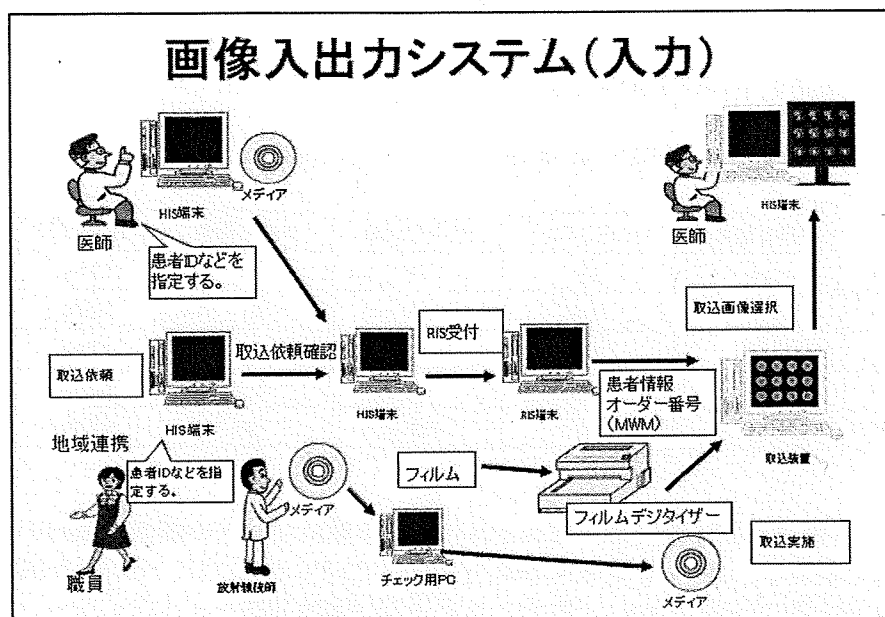 画像入出力システム(入力)
HIS端末
メディア
医師
患者IDなどを
指定する。
HIS端末
医師
取込画像選択
取込依頼
取込依頼確認
RIS受付
HIS端末
HIS端末
RIS端末
患者情報
オーダー番号
(MWM)
取込装置
地域連携
患者IDなどを指
定する。
職員
放射線技師
メディア
フィルム
フィルムデジタイザー
チェック用PC
メディア
取込実施